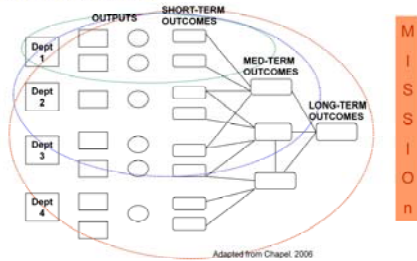 OUTPUTS
SHORT-TERM
OUTCOMES
Dept
1
MED-TERM
OUTCOMES
Dept
2
LONG-TERM
OUTCOMES
Dept
3
Dept
4
Adapted from Chapel, 2006
M
I
S
S
I
O
n